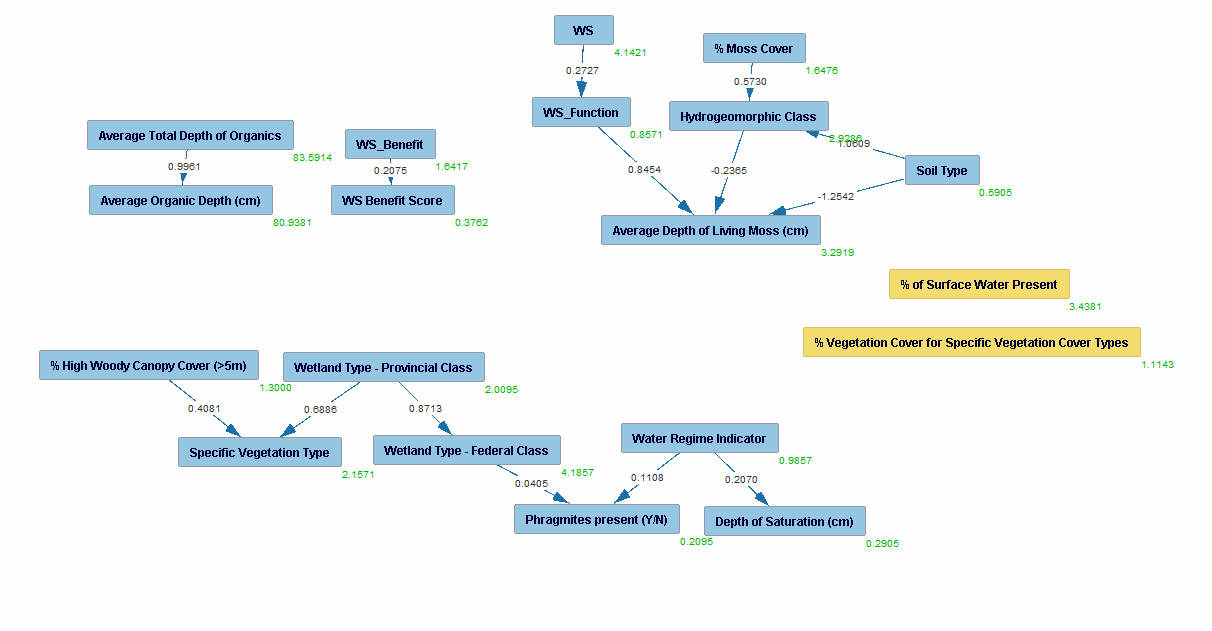 WS
4.1421
0.2727
% Moss Cover
1.6476
0.5730
WS_Function
0.8571
Hydrogeomorphic Class
2.9286
1.0609
Average Total Depth of Organics
83.5914
WS_Benefit
1.6417
0.9961
0.2075
0.8454
-0.2365
Soil Type
0.5905
-1.2542
Average Organic Depth (cm)
80.9381
WS Benefit Score
0.3762
Average Depth of Living Moss (cm)
3.2919
% of Surface Water Present
3.4381
% Vegetation Cover for Specific Vegetation Cover Types
1.1143
% High Woody Canopy Cover (>5m)
1.3000
Wetland Type - Provincial Class
2.0095
0.4081
0.6886
0.8713
Specific Vegetation Type
2.1571
Wetland Type - Federal Class
4.1857
Water Regime Indicator
0.9857
0.0405
0.1108
0.2070
Phragmites present (Y/N)
0.2095
Depth of Saturation (cm)
0.2905